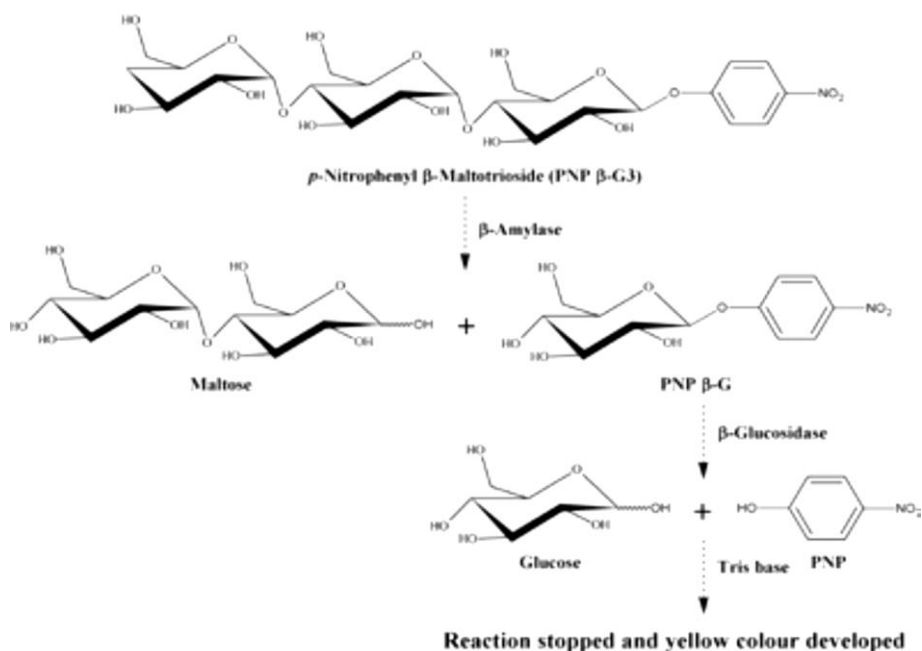 HO
O
HO
O
HO
O
HO
OH
O
HO
OH
O
HO
OH
O
NO2
p-Nitrophenyl β-Maltotrioside (PNP β-G3)
β-Amylase
HO
O
HO
O
HO
HO
OH
O
HO
OH
OH
Maltose
+
HO
O
HO
HO
OH
O
NO2
PNP β-G
β-Glucosidase
HO
O
HO
HO
OH
OH
Glucose
+
HO
NO2
PNP
Tris base
Reaction stopped and yellow colour developed